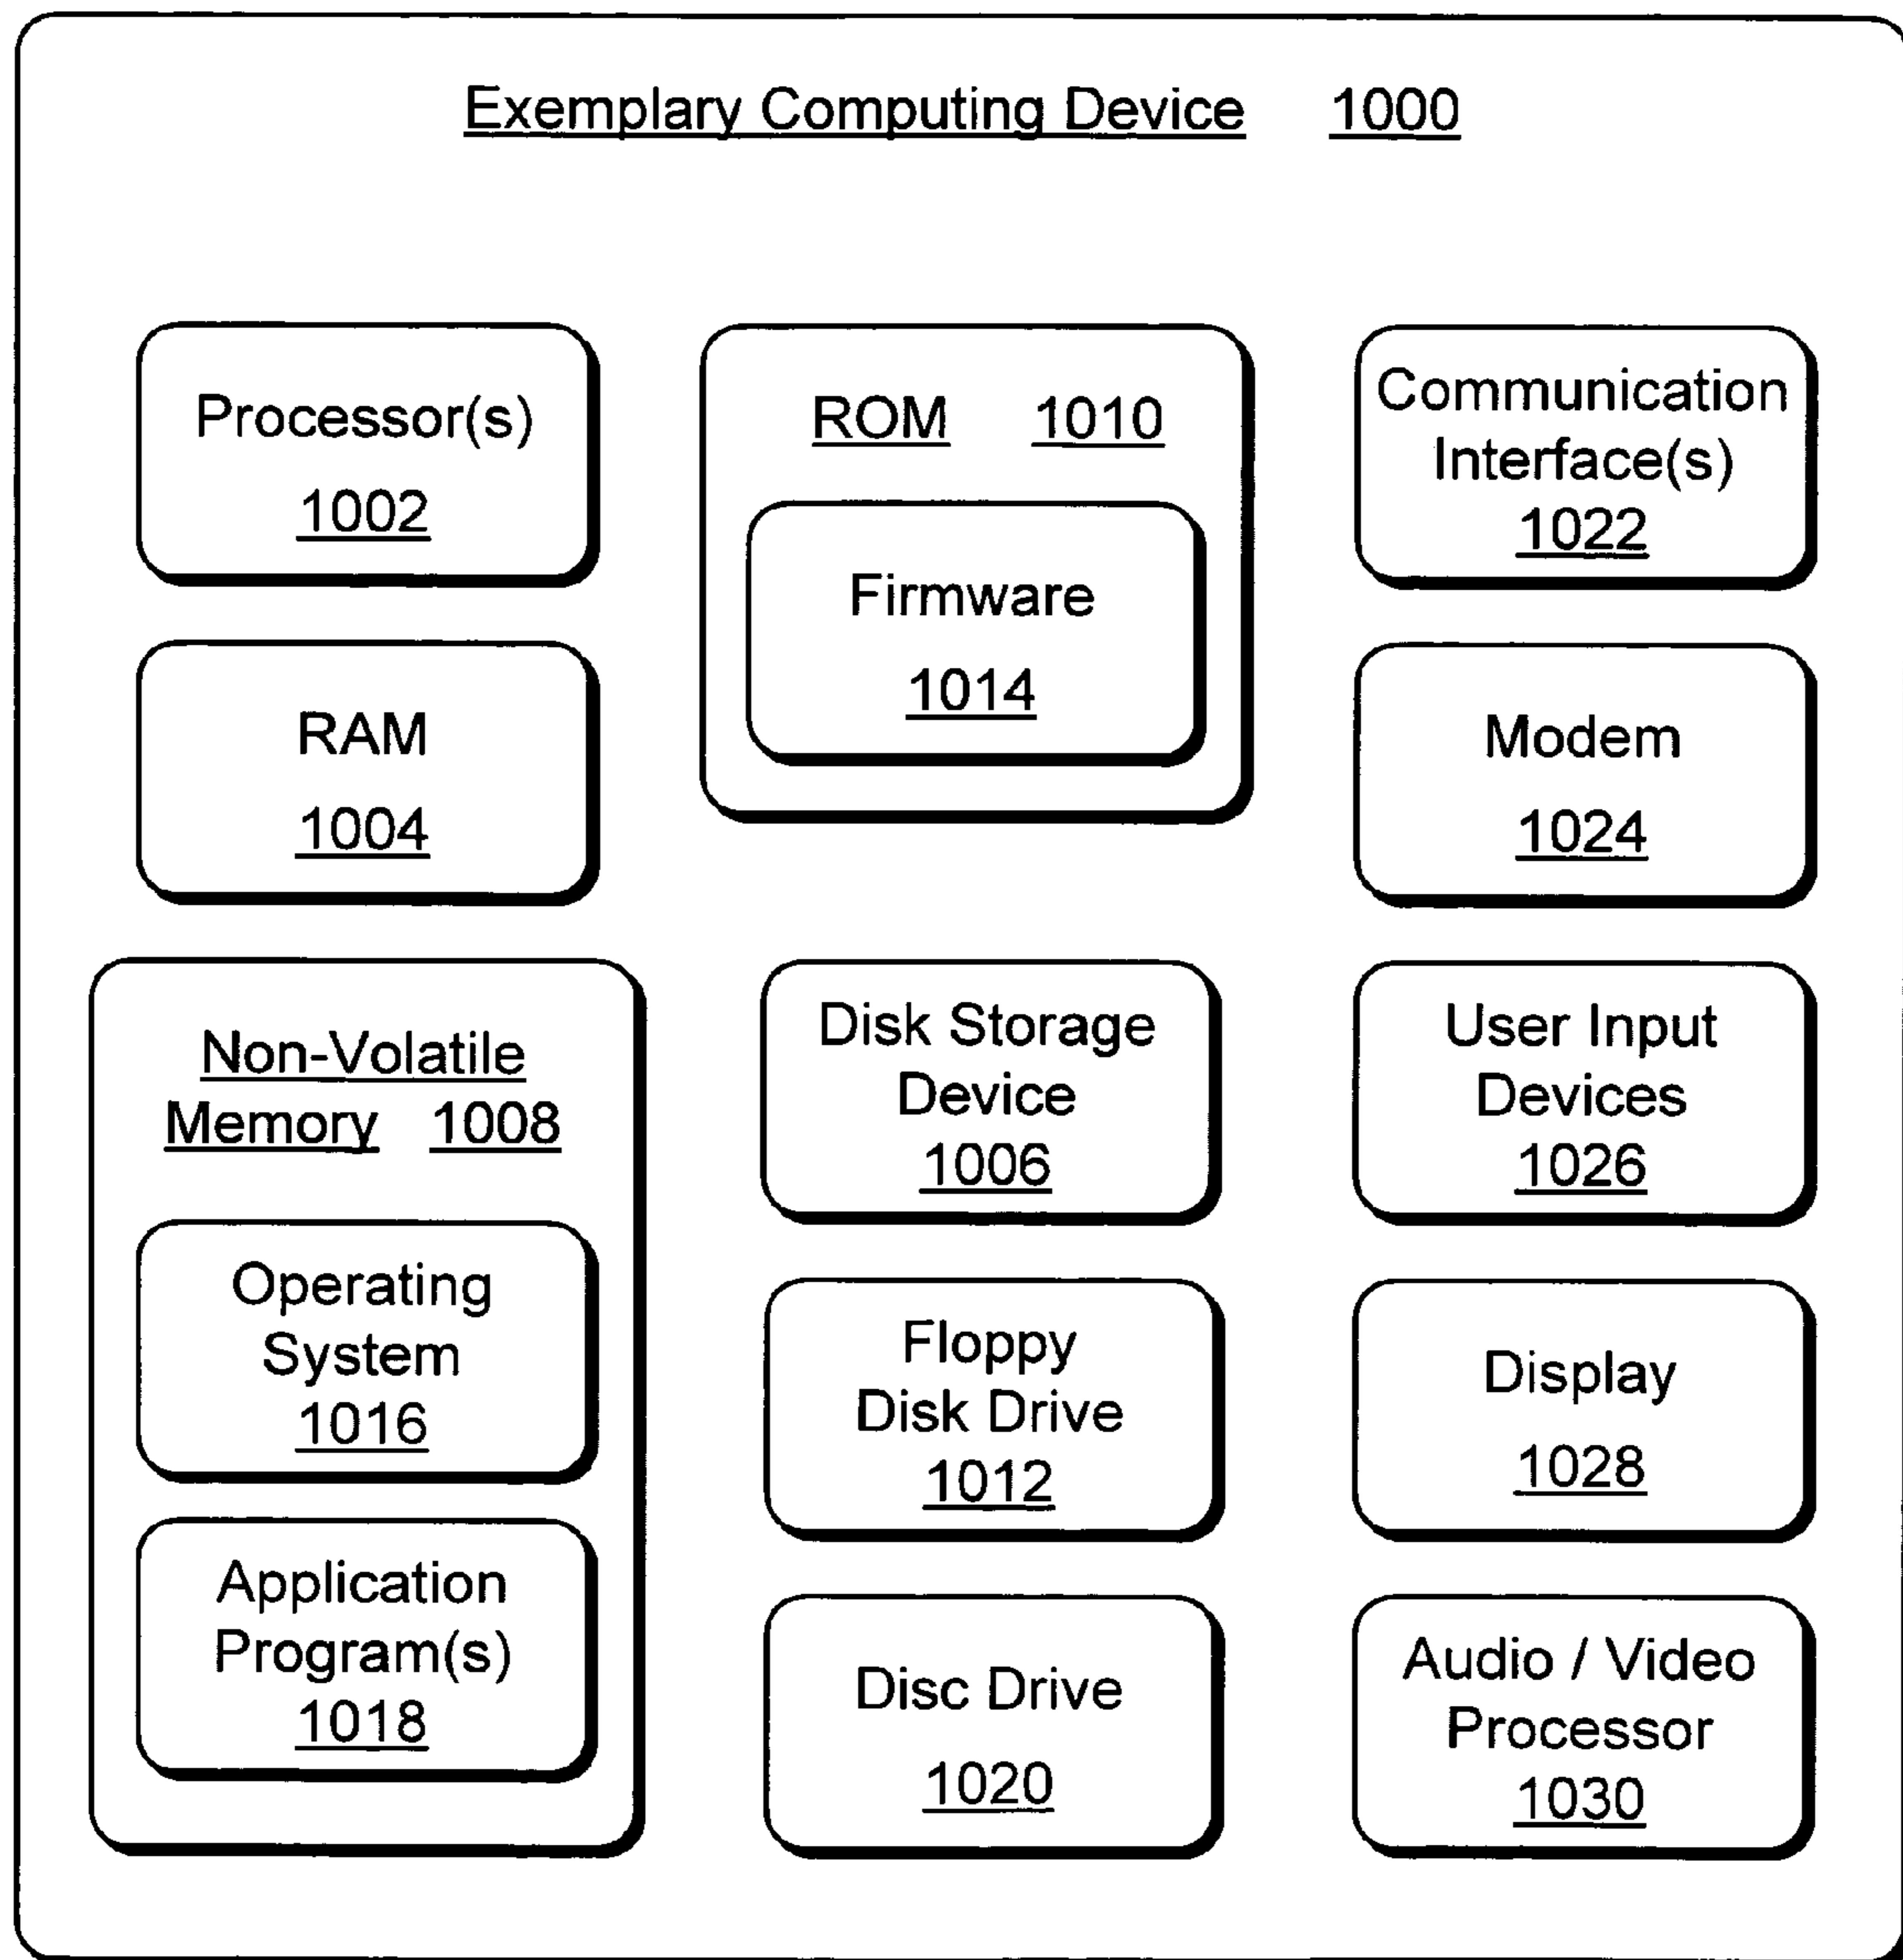 Exemplary Computing Device 1000
Processor(s)
1002
RAM
1004
Non-Volatile
Memory 1008
Operating
System
1016
Application
Program(s)
1018
ROM 1010
Firmware
1014
Disk Storage
Device
1006
Floppy
Disk Drive
1012
Disc Drive
1020
Communication
Interface(s)
1022
Modem
1024
User Input
Devices
1026
Display
1028
Audio / Video
Processor
1030